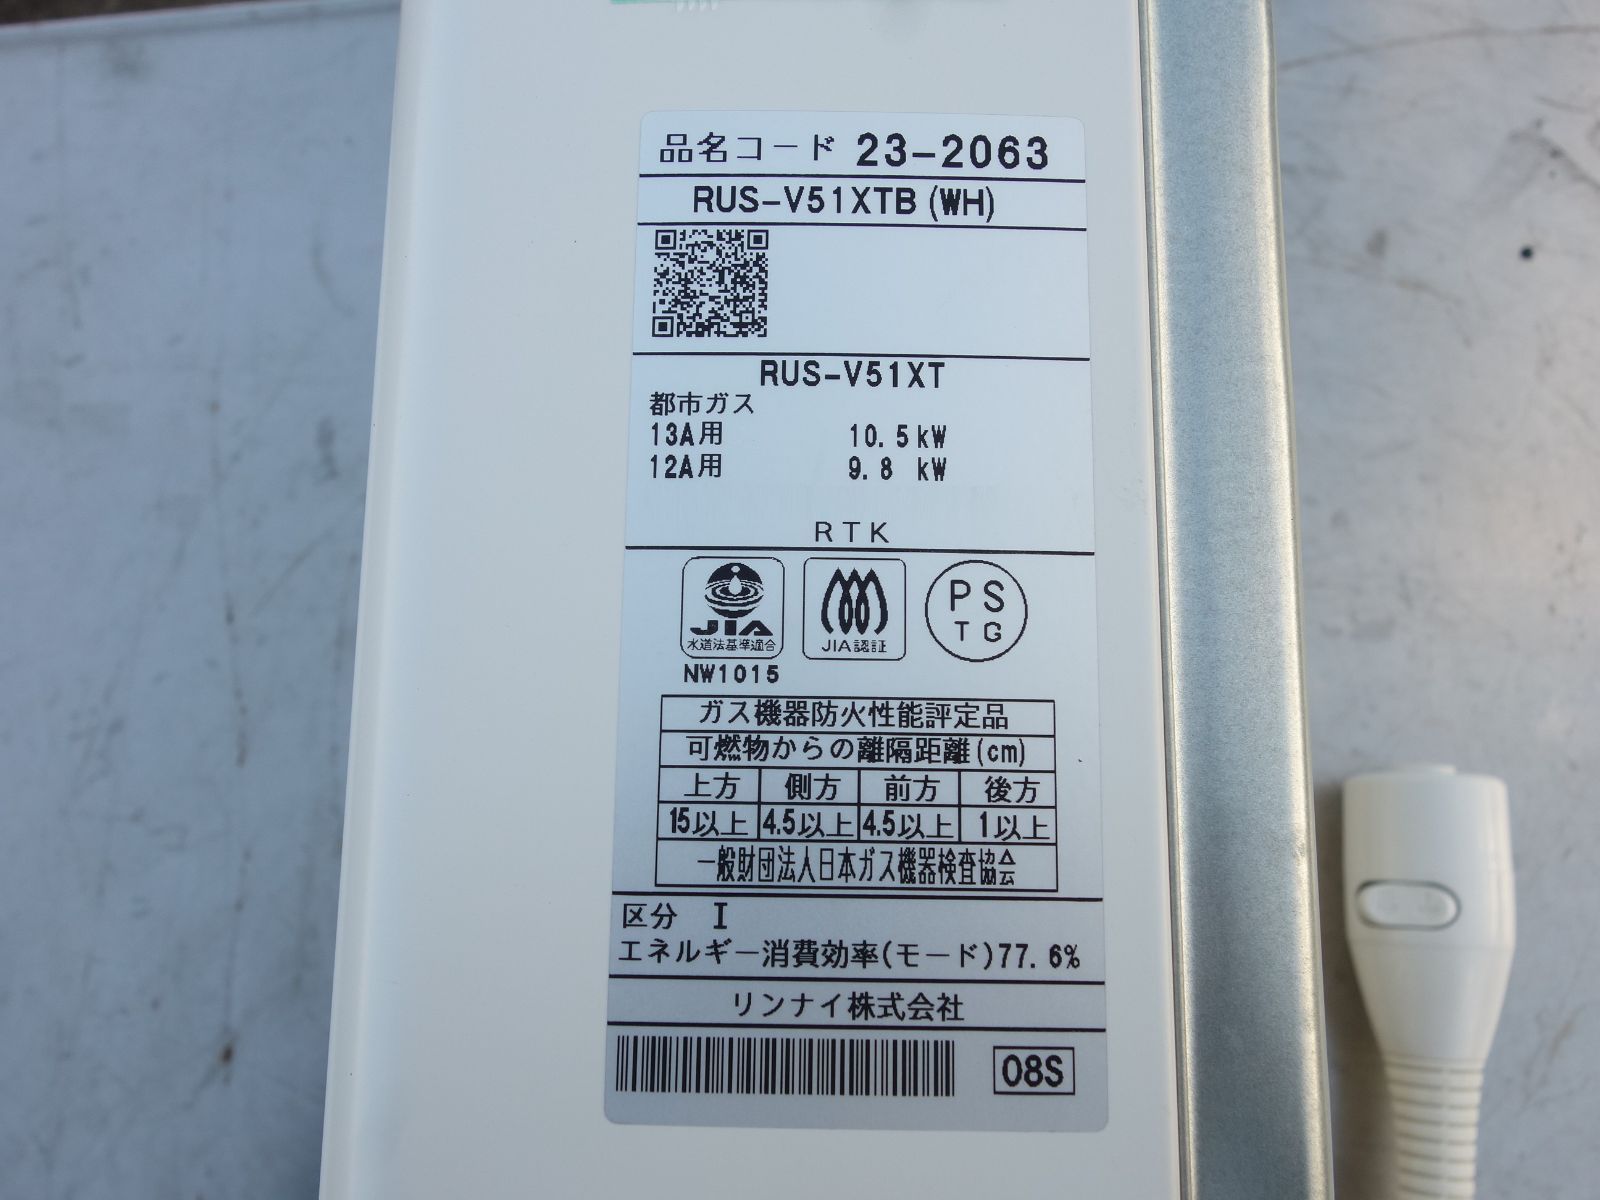 品名コード 23-2063
RUS-V51XTB (WH)
RUS-V51XT
都市ガス
13A用 10.5 kW
12A用 9.8 kW
RTK
JIA 水道法基準適合
JIA認証
PS TG
NW1015
ガス機器防火性能評定品
可燃物からの離隔距離(cm)
上方 側方 前方 後方
15以上 4.5以上 4.5以上 1以上
一般財団法人日本ガス機器検査協会
区分 I
エネルギー消費効率(モード)77.6%
リンナイ株式会社
08S